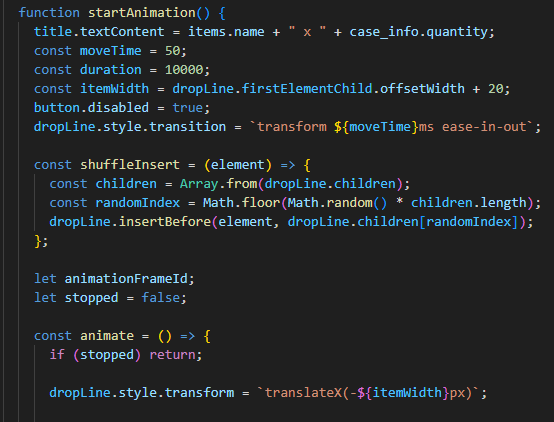 function startAnimation() {
title.textContent = items.name + " x " + case_info.quantity;
const moveTime = 50;
const duration = 10000;
const itemWidth = dropLine.firstElementChild.offsetWidth + 20;
button.disabled = true;
dropLine.style.transition = `transform ${moveTime}ms ease-in-out`;
const shuffleInsert = (element) => {
const children = Array.from(dropLine.children);
const randomIndex = Math.floor(Math.random() * children.length);
dropLine.insertBefore(element, dropLine.children[randomIndex]);
};
let animationFrameId;
let stopped = false;
const animate = () => {
if (stopped) return;
dropLine.style.transform = `translateX(-${itemWidth}px)`;